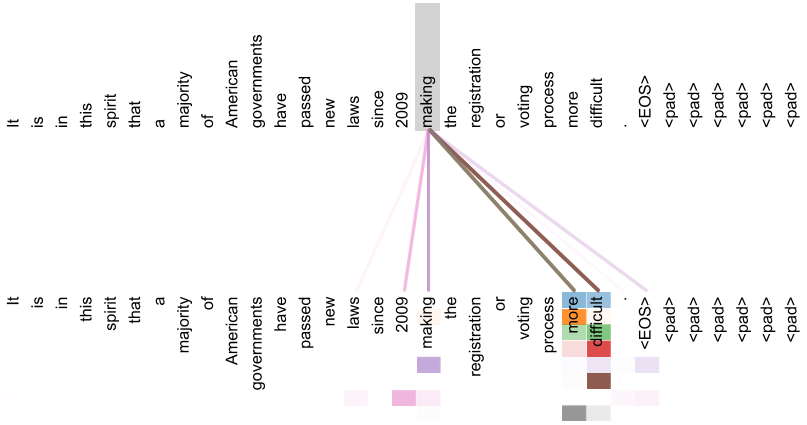 It is in this spirit that a majority of American governments have passed new laws since 2009 making the registration or voting process more difficult . <EOS> <pad> <pad> <pad> <pad> <pad> <pad>
It is in this spirit that a majority of American governments have passed new laws since 2009 making the registration or voting process more difficult . <EOS> <pad> <pad> <pad> <pad> <pad> <pad>